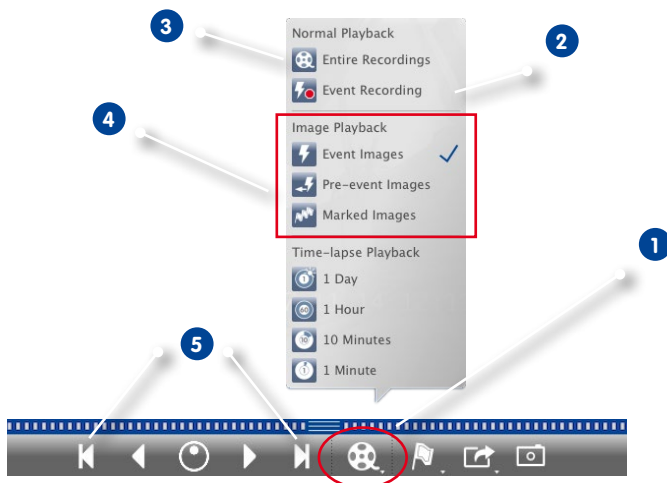 3
Normal Playback
2
Entire Recordings
Event Recording
4
Image Playback
Event Images
Pre-event Images
Marked Images
1
Time-lapse Playback
1 Day
60
1 Hour
10 Minutes
5
1 Minute